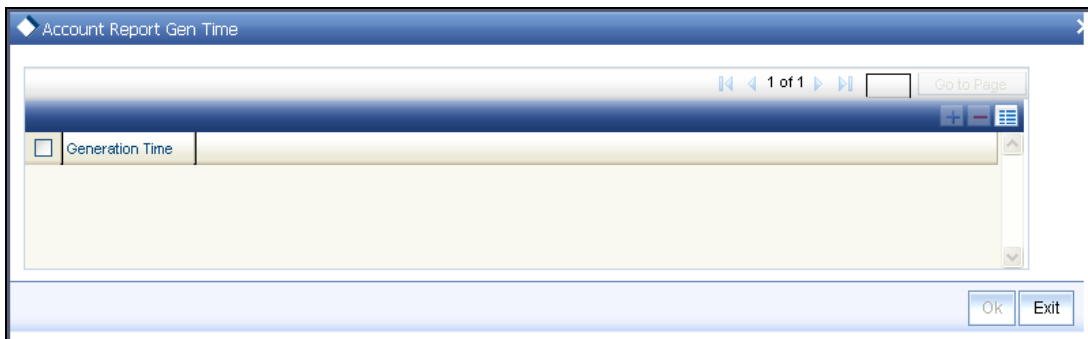 Account Report Gen Time
1 of 1 Go to Page
Generation Time
Ok Exit